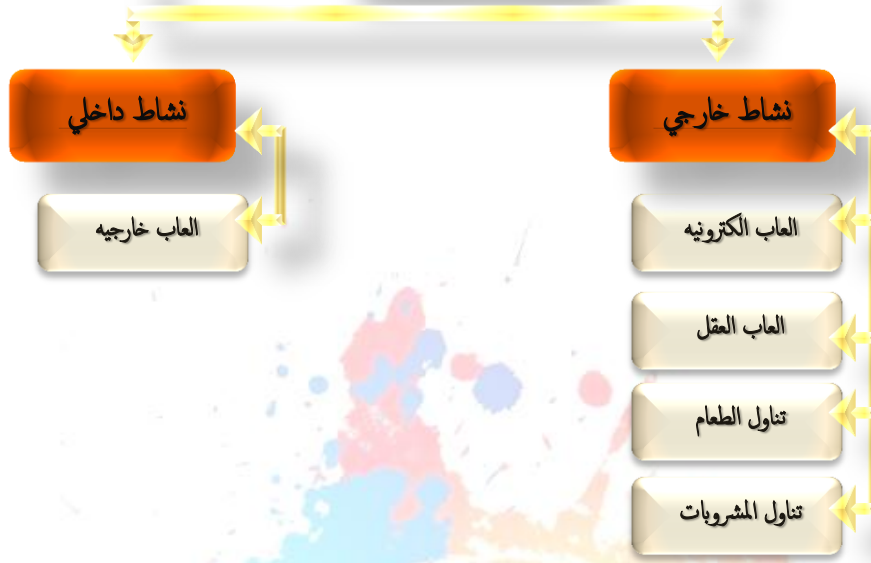 نشاط خارجي
نشاط داخلي
العاب الكترونيه
العاب خارجيه
العاب العقل
تناول الطعام
تناول المشروبات